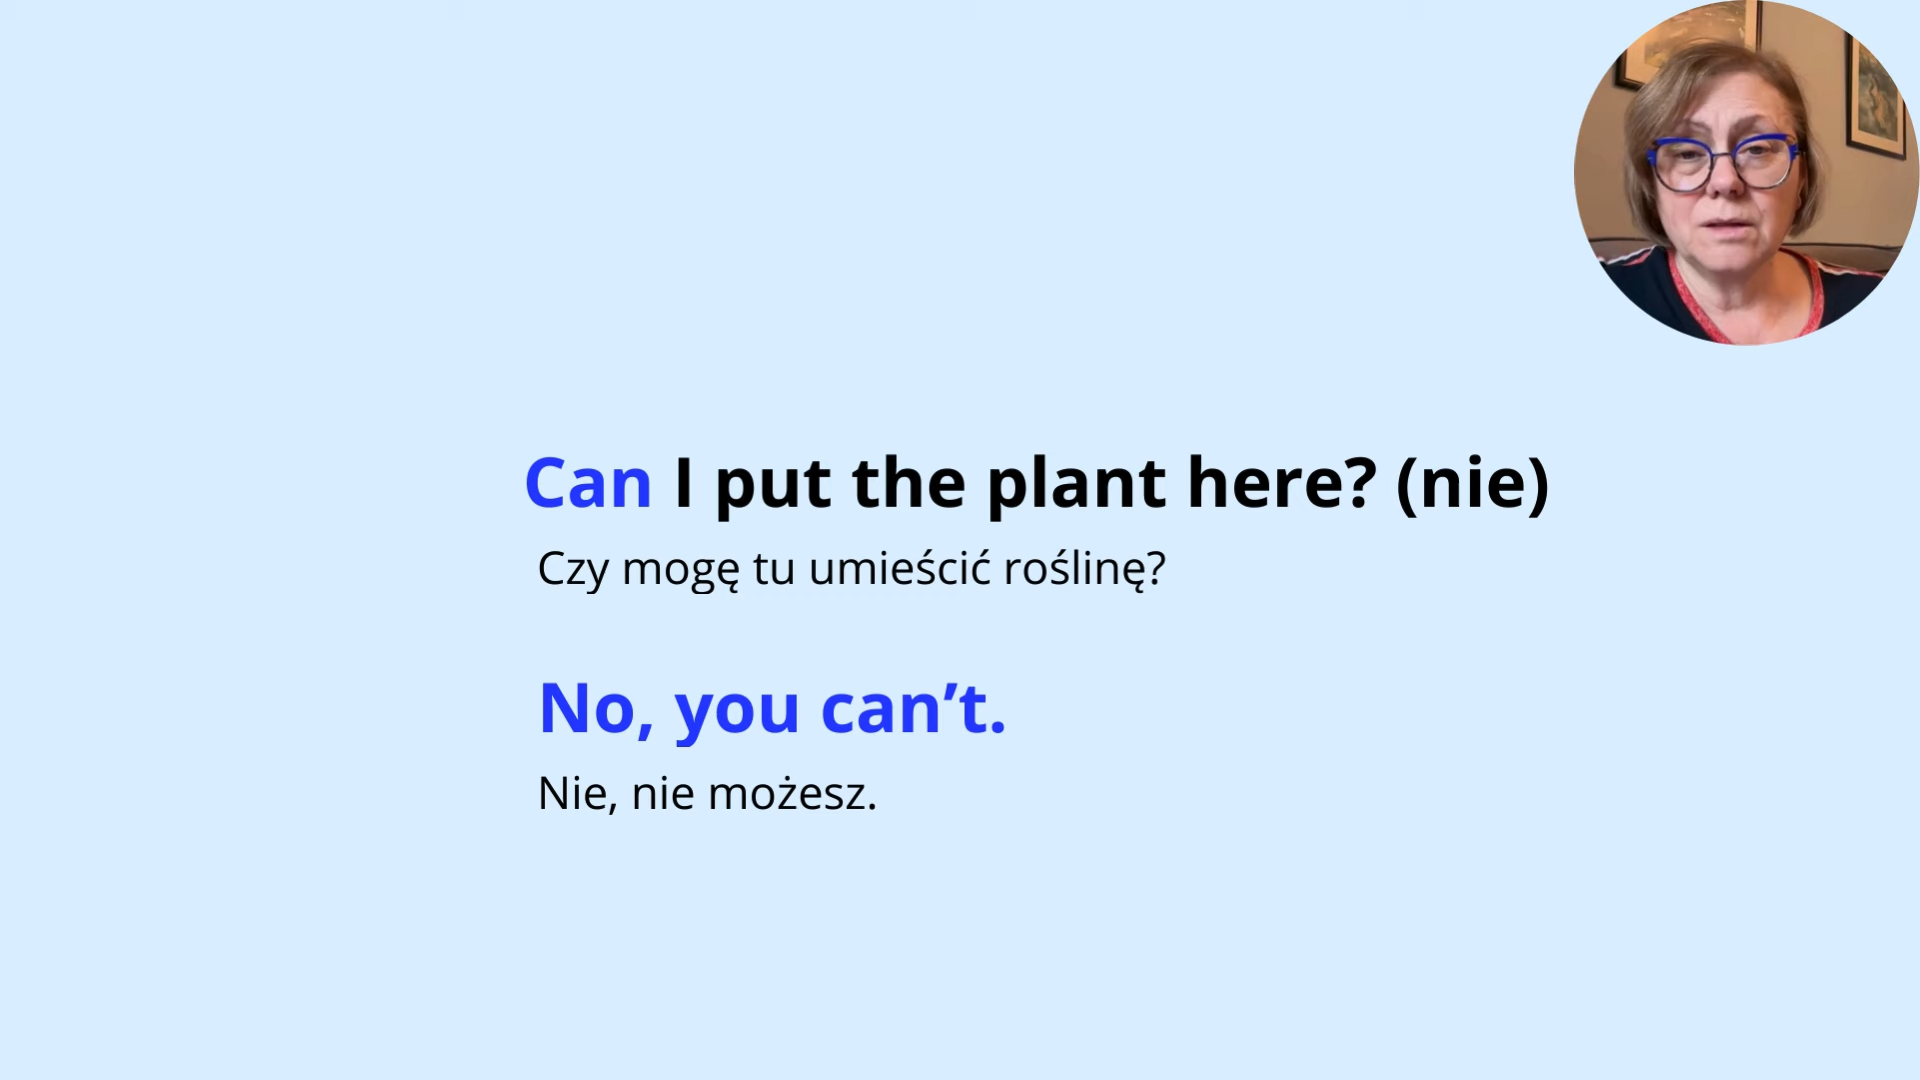 Can I put the plant here? (nie)
Czy mogę tu umieścić roślinę?
No, you can’t.
Nie, nie możesz.